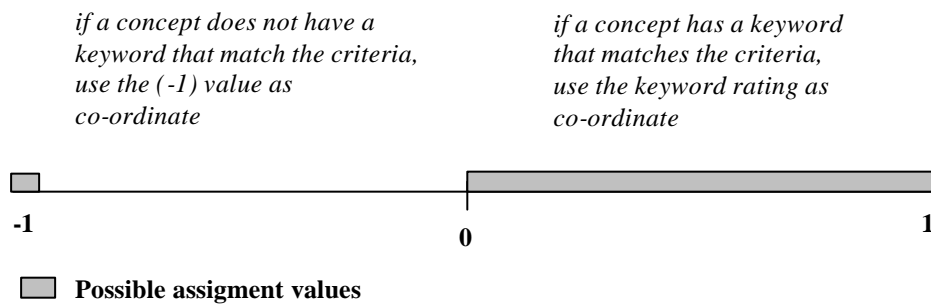 if a concept does not have a
keyword that match the criteria,
use the (-1) value as
co-ordinate
if a concept has a keyword
that matches the criteria,
use the keyword rating as
co-ordinate
-1
0
1
Possible assigment values